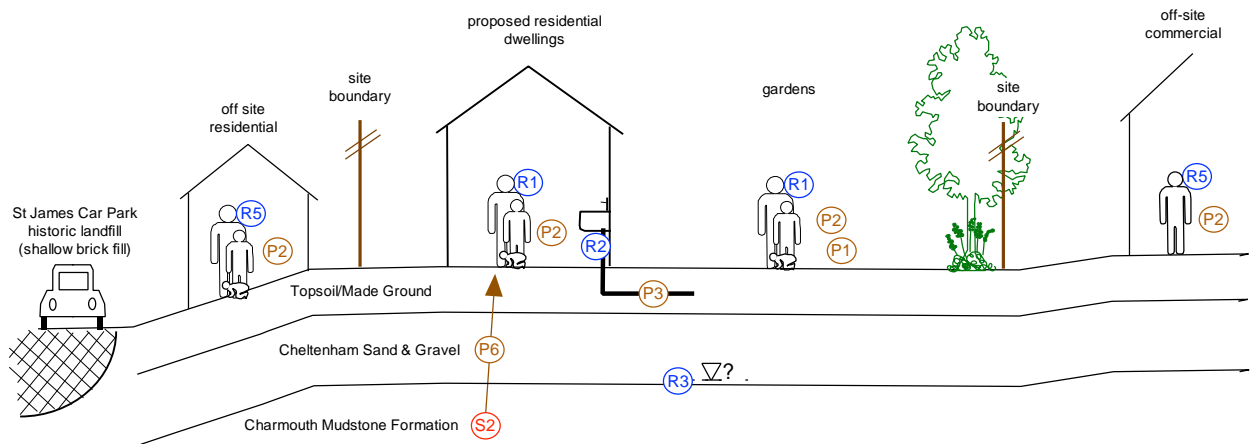 proposed residential
dwellings
off-site
commercial
site
boundary
gardens
site
boundary
off site
residential
St James Car Park
historic landfill
(shallow brick fill)
R5
P2
R1
P2
R2
R1
P2
P1
R5
P2
Topsoil/Made Ground
P3
Cheltenham Sand & Gravel
P6
R3
?
Charmouth Mudstone Formation
S2